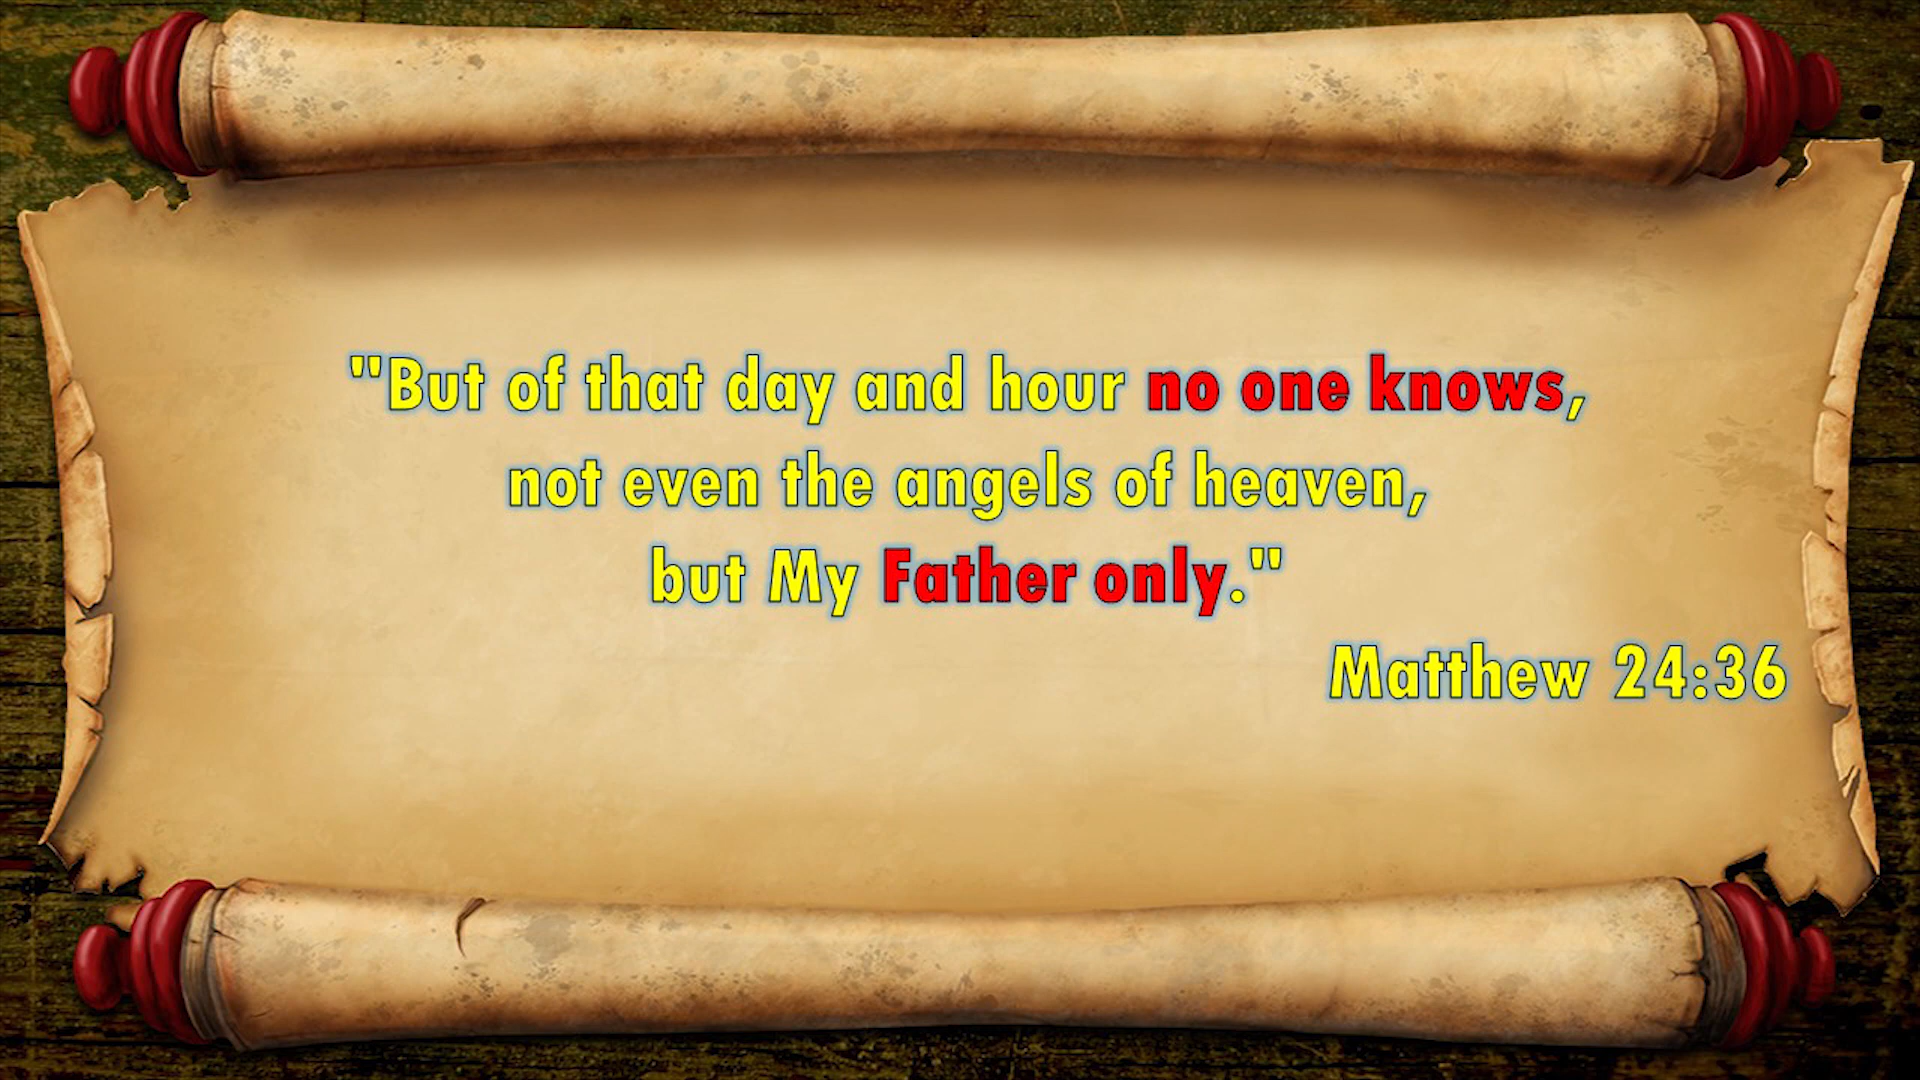 "But of that day and hour no one knows,
not even the angels of heaven,
but My Father only."
Matthew 24:36